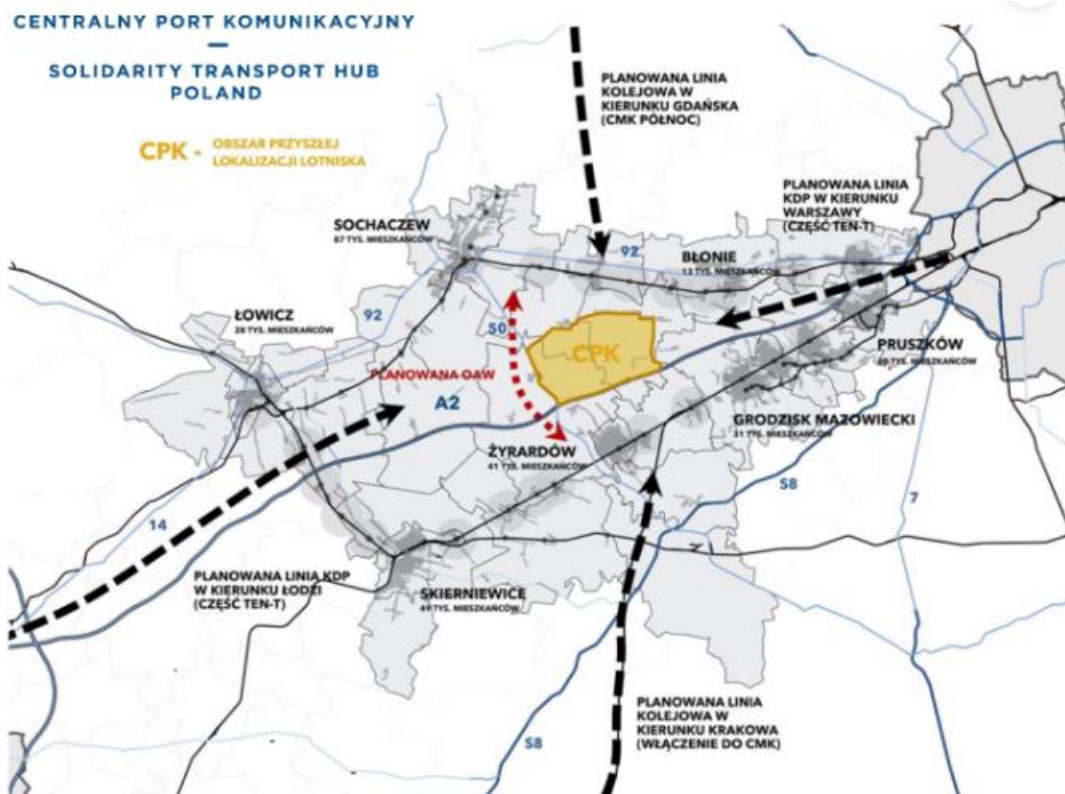 CENTRALNY PORT KOMUNIKACYJNY
—
SOLIDARITY TRANSPORT HUB
POLAND
CPK - OBSZAR PRZYSZŁEJ
LOKALIZACJI LOTNISKA
PLANOWANA LINIA
KOLEJOWA W
KIERUNKU GDAŃSKA
(CMK PÓŁNOC)
PLANOWANA LINIA
KDP W KIERUNKU
WARSZAWY
(CZĘŚĆ TEN-T)
SOCHACZEW
87 TYS. MIESZKAŃCÓW
92
BŁONIE
12 TYS. MIESZKAŃCÓW
ŁOWICZ
28 TYS. MIESZKAŃCÓW
92
50
CPK
PRUSZKÓW
60 TYS. MIESZKAŃCÓW
PLANOWANA OAW
A2
GRODZISK MAZOWIECKI
31 TYS. MIESZKAŃCÓW
ŻYRARDÓW
41 TYS. MIESZKAŃCÓW
S8
7
14
PLANOWANA LINIA KDP
W KIERUNKU ŁODZI
(CZĘŚĆ TEN-T)
SKIERNIEWICE
49 TYS. MIESZKAŃCÓW
PLANOWANA LINIA
KOLEJOWA W
KIERUNKU KRAKOWA
(WŁĄCZENIE DO CMK)
S8